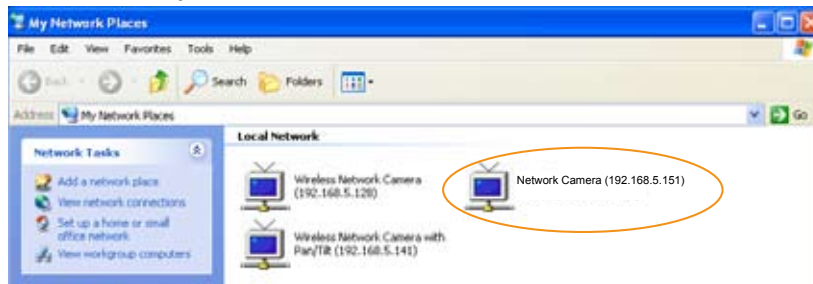 My Network Places
File Edit View Favorites Tools Help
Back Search Folders
Address My Network Places Go
Local Network
Network Tasks
Add a network place
View network connections
Set up a home or small
office network
View workgroup computers
Wireless Network Camera
(192.168.5.128)
Network Camera (192.168.5.151)
Wireless Network Camera with
Pan/Tilt (192.168.5.141)